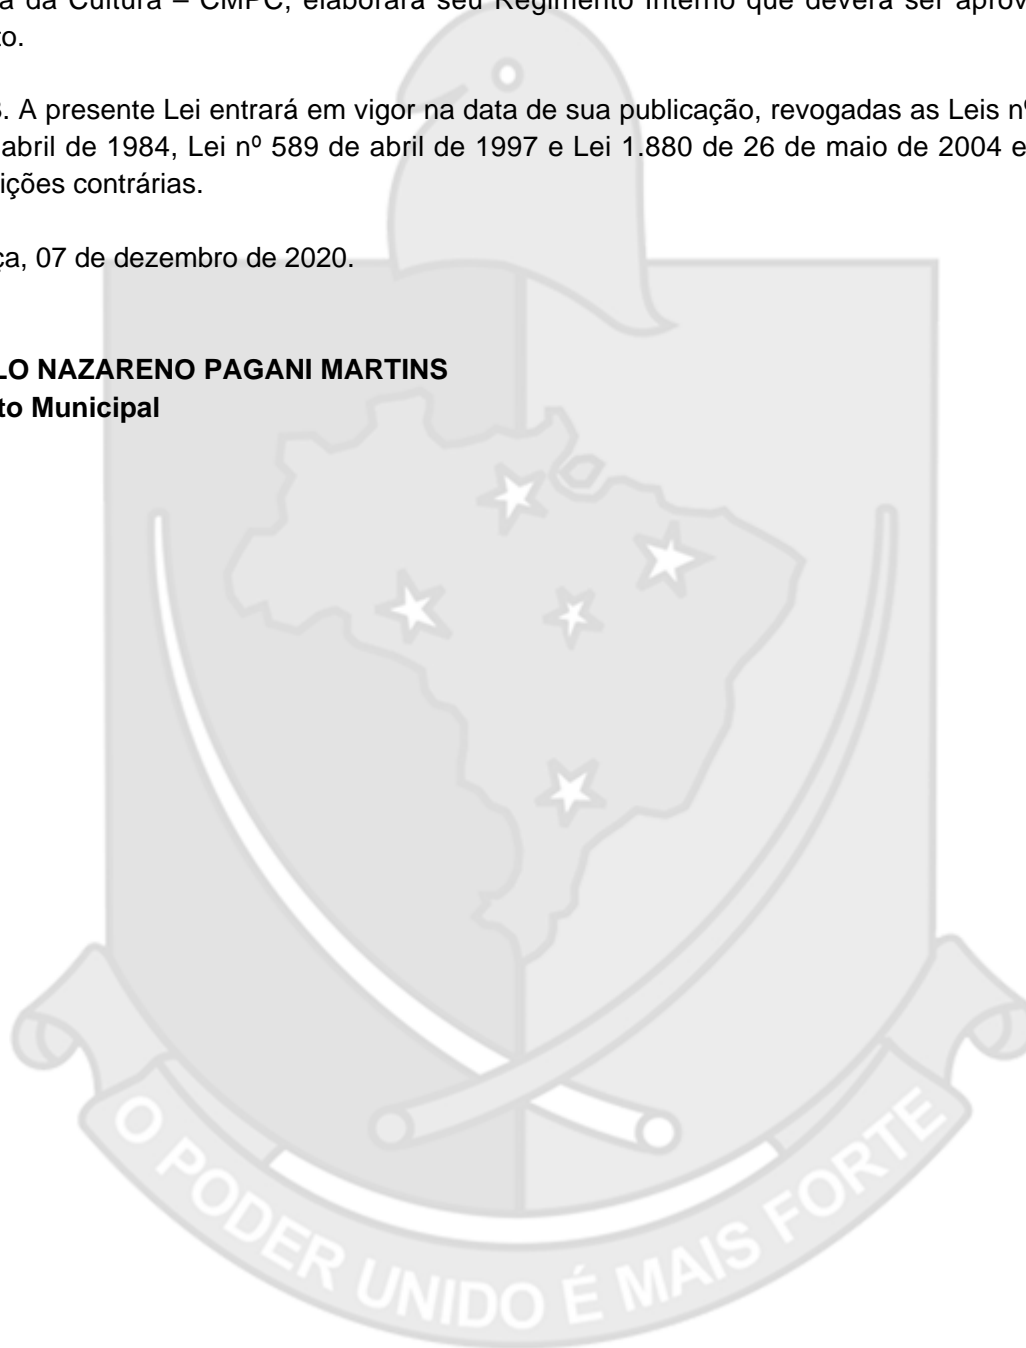 a da Cultura – CMPC, elaborará seu Regimento Interno que deverá ser aprov
to.
3. A presente Lei entrará em vigor na data de sua publicação, revogadas as Leis nº
abril de 1984, Lei nº 589 de abril de 1997 e Lei 1.880 de 26 de maio de 2004 e
ições contrárias.
ça, 07 de dezembro de 2020.
LO NAZARENO PAGANI MARTINS
to Municipal
O PODER UNIDO É MAIS FORTE